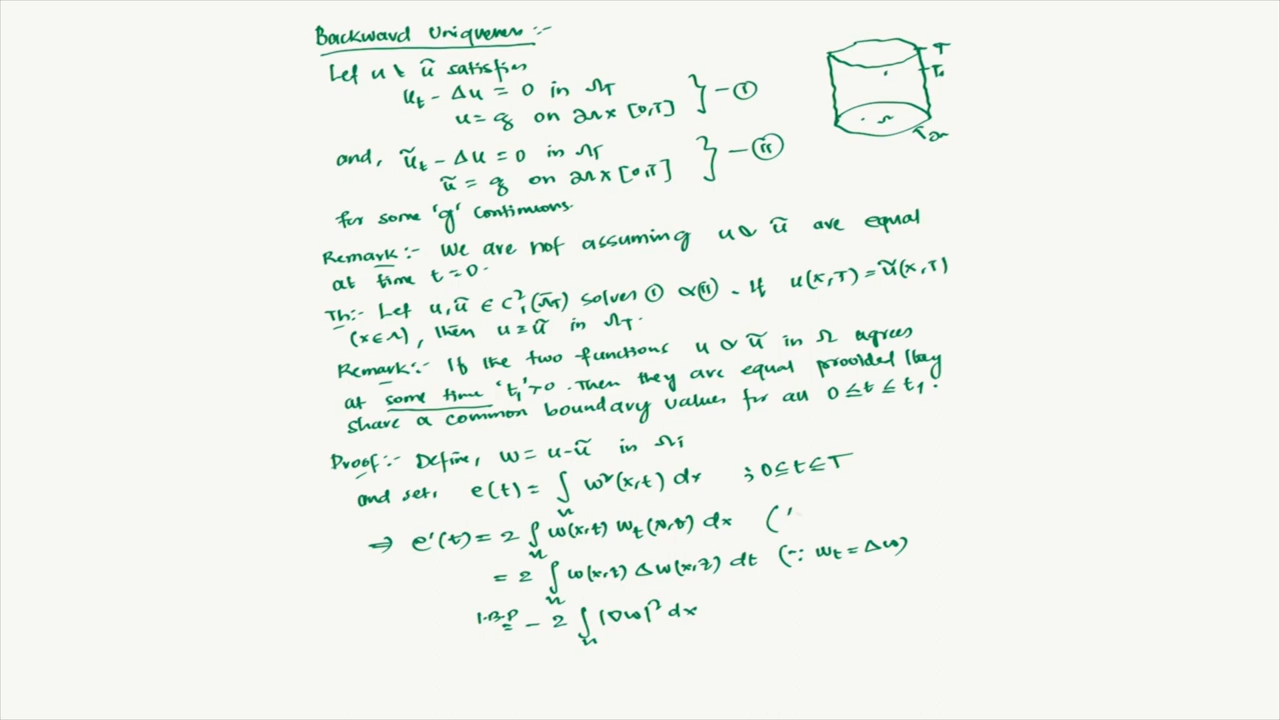 Backward Uniqueness :-
Let u & ũ satisfies
u_t - Δu = 0 in Ω_T
u = g on ∂Ω × [0,T] } - (i)
and, ũ_t - Δu = 0 in Ω_T
ũ = g on ∂Ω × [0,T] } - (ii)
for some 'g' continuous.
Remark :- We are not assuming u & ũ are equal
at time t = 0.
Th :- Let u, ũ ∈ C²₁(Ω̄_T) solves (i) & (ii). If u(x,T) = ũ(x,T)
(x∈Ω), then u ≡ ũ in Ω_T.
Remark :- If the two functions u & ũ in Ω agrees
at some time 't₁' > 0. Then they are equal provided they
share a common boundary values for all 0 ≤ t ≤ t₁.
Proof :- Define, w = u - ũ in Ω_T
and set, e(t) = ∫_Ω w²(x,t) dx ; 0 ≤ t ≤ T
⇒ e'(t) = 2 ∫_Ω w(x,t) w_t(x,t) dx (
= 2 ∫_Ω w(x,t) Δw(x,t) dt (∵ w_t = Δw)
I.B.P = - 2 ∫_Ω |∇w|² dx
T
T₀
Ω
∂Ω